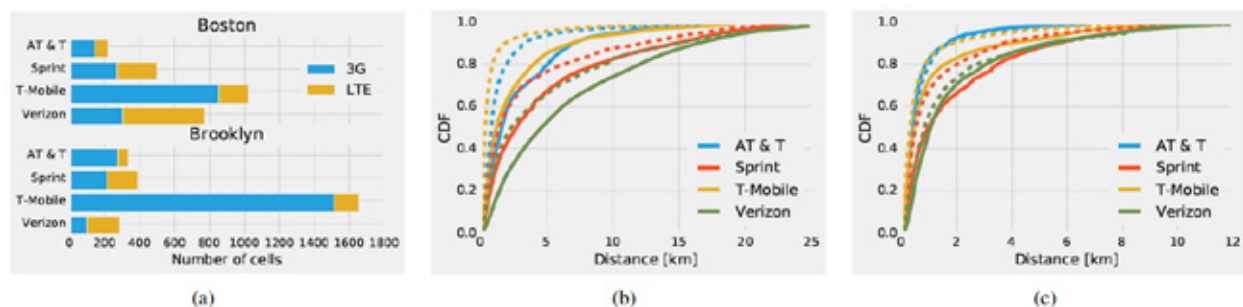 Boston
AT & T
Sprint
T-Mobile
Verizon
3G
LTE
Brooklyn
AT & T
Sprint
T-Mobile
Verizon
0 200 400 600 800 1000 1200 1400 1600 1800
Number of cells
(a)
1.0
0.8
0.6
0.4
0.2
0.0
CDF
AT & T
Sprint
T-Mobile
Verizon
0 5 10 15 20 25
Distance [km]
(b)
1.0
0.8
0.6
0.4
0.2
0.0
CDF
AT & T
Sprint
T-Mobile
Verizon
0 2 4 6 8 10 12
Distance [km]
(c)